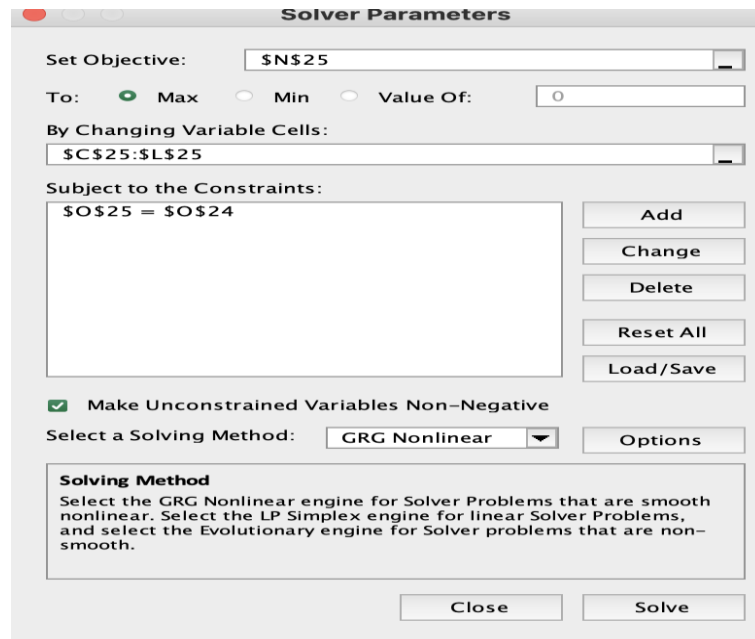 Solver Parameters
Set Objective: $N$25
To: Max Min Value Of: 0
By Changing Variable Cells:
$C$25:$L$25
Subject to the Constraints:
$O$25 = $O$24
Add
Change
Delete
Reset All
Load/Save
Make Unconstrained Variables Non-Negative
Select a Solving Method: GRG Nonlinear Options
Solving Method
Select the GRG Nonlinear engine for Solver Problems that are smooth
nonlinear. Select the LP Simplex engine for linear Solver Problems,
and select the Evolutionary engine for Solver problems that are non-
smooth.
Close Solve